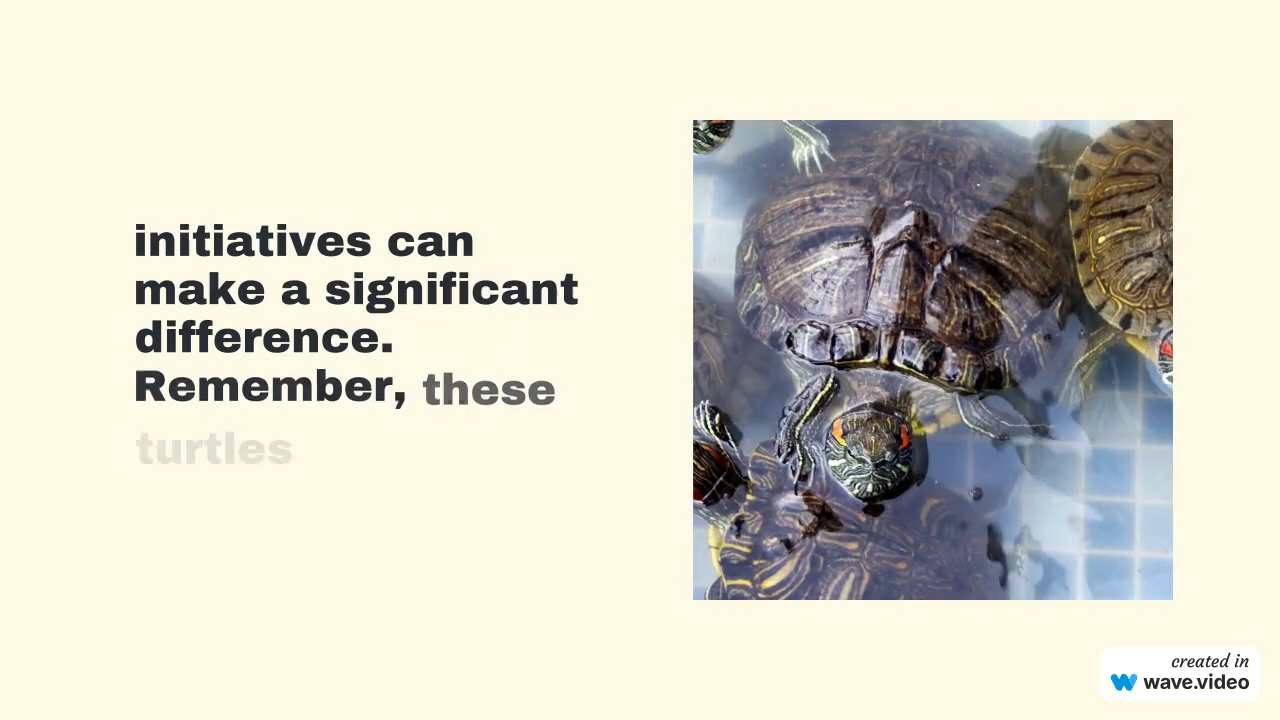 initiatives can
make a significant
difference.
Remember, these
turtles
created in
wave.video